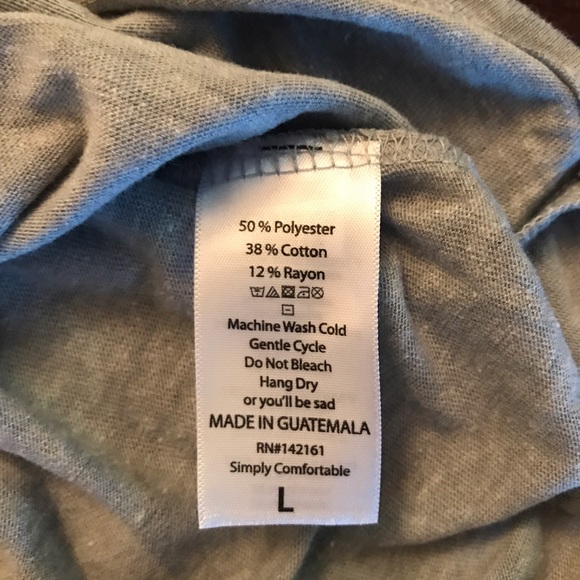 50 % Polyester
38 % Cotton
12 % Rayon
Machine Wash Cold
Gentle Cycle
Do Not Bleach
Hang Dry
or you'll be sad
MADE IN GUATEMALA
RN#142161
Simply Comfortable
L